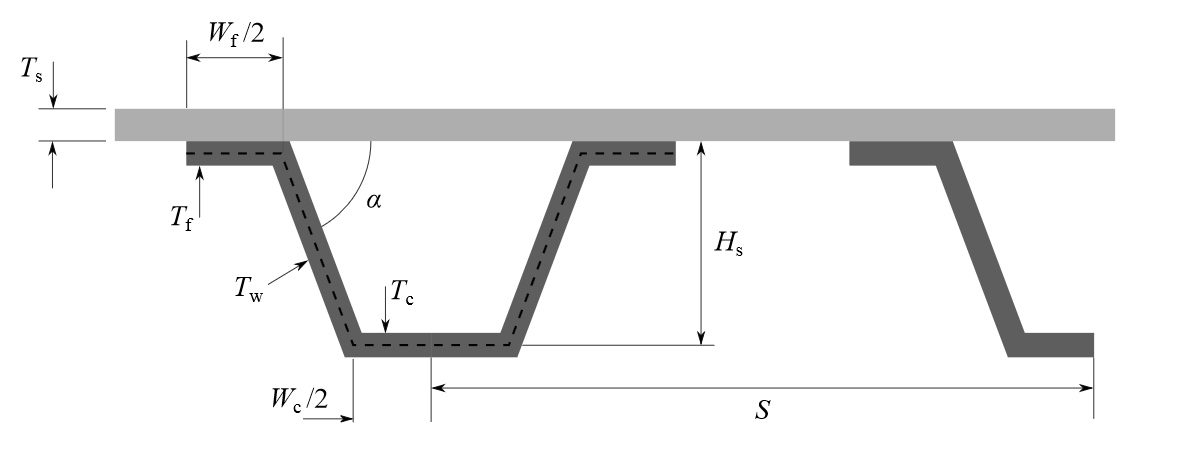 W_f/2
T_s
α
T_f
H_s
T_w
T_c
W_c/2
S